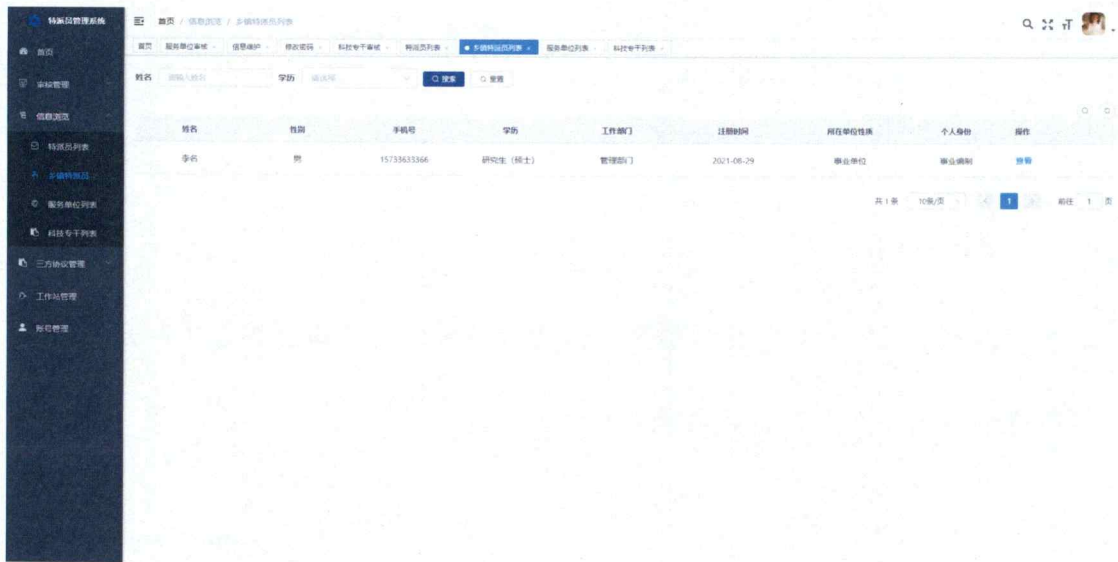 特派员管理系统
首页 / 信息浏览 / 乡镇特派员列表
首页
服务单位审核
信息维护
修改密码
科技专干审核
特派员列表
乡镇特派员列表
服务单位列表
科技专干列表
首页
审核管理
信息浏览
特派员列表
乡镇特派员
服务单位列表
科技专干列表
三方协议管理
工作站管理
账号管理
姓名 请输入姓名 学历 请选择 搜索 重置
姓名 性别 手机号 学历 工作部门 注册时间 所在单位性质 个人身份 操作
李名 男 15733633366 研究生（硕士） 管理部门 2021-08-29 事业单位 事业编制 查看
共 1 条 10条/页 1 前往 1 页